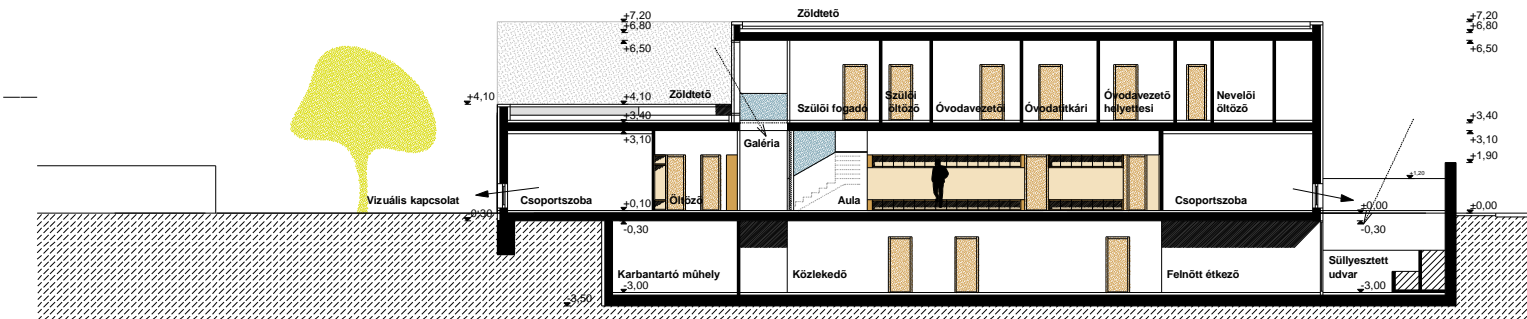 Zöldtetõ
+7,20
+6,80
+6,50
+7,20
+6,80
+6,50
+4,10
Zöldtetõ
+4,10
+3,40
+3,10
Szülõi fogadó
Szülõi
öltözõ
Óvodavezetõi
Óvodatitkári
Óvodavezetõ
helyettesi
Nevelõi
öltözõ
+3,40
+3,10
+1,90
Galéria
+1,20
Vizuális kapcsolat
Csoportszoba
Öltözõ
+0,10
Aula
Csoportszoba
±0,00
±0,00
-0,30
-0,30
-0,30
Karbantartó mûhely
Közlekedõ
Felnõtt étkezõ
Süllyesztett
udvar
-3,00
-3,00
-3,50